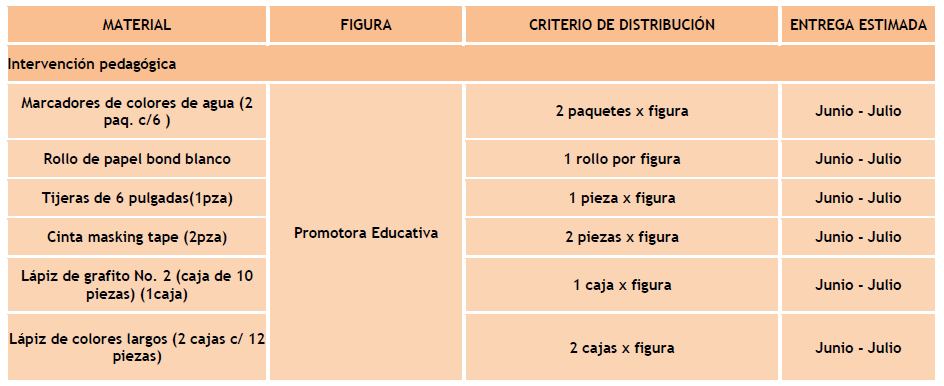 MATERIAL FIGURA CRITERIO DE DISTRIBUCIÓN ENTREGA ESTIMADA
Intervención pedagógica
Marcadores de colores de agua (2
paq. c/6 )
2 paquetes x figura
Junio - Julio
Rollo de papel bond blanco
1 rollo por figura
Junio - Julio
Tijeras de 6 pulgadas(1pza)
1 pieza x figura
Junio - Julio
Promotora Educativa
Cinta masking tape (2pza)
2 piezas x figura
Junio - Julio
Lápiz de grafito No. 2 (caja de 10
piezas) (1caja)
1 caja x figura
Junio - Julio
Lápiz de colores largos (2 cajas c/ 12
piezas)
2 cajas x figura
Junio - Julio